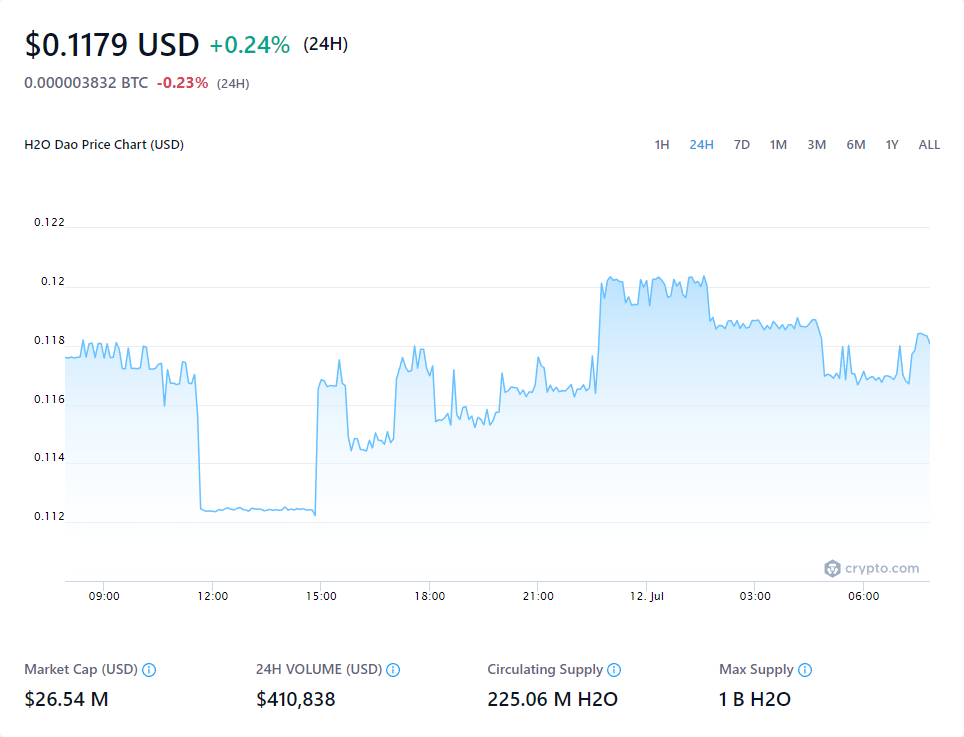 $0.1179 USD +0.24% (24H)
0.000003832 BTC -0.23% (24H)
H2O Dao Price Chart (USD) 1H 24H 7D 1M 3M 6M 1Y ALL
0.122
0.12
0.118
0.116
0.114
0.112
crypto.com
09:00 12:00 15:00 18:00 21:00 12. Jul 03:00 06:00
Market Cap (USD) 24H VOLUME (USD) Circulating Supply Max Supply
$26.54 M $410,838 225.06 M H2O 1 B H2O